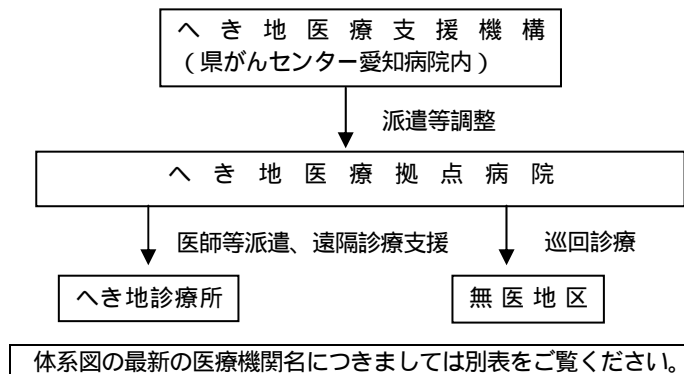 へき地医療支援機構
(県がんセンター愛知病院内)
派遣等調整
へき地医療拠点病院
医師等派遣、遠隔診療支援
巡回診療
へき地診療所
無医地区
体系図の最新の医療機関名につきましては別表をご覧ください。